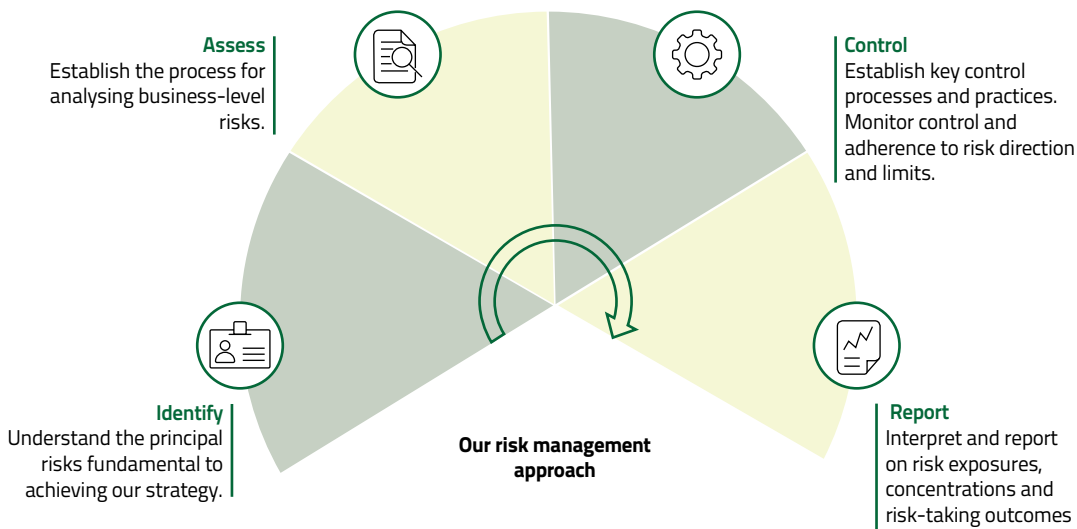 Assess
Establish the process for
analysing business-level
risks.
Control
Establish key control
processes and practices.
Monitor control and
adherence to risk direction
and limits.
Identify
Understand the principal
risks fundamental to
achieving our strategy.
Our risk management
approach
Report
Interpret and report
on risk exposures,
concentrations and
risk-taking outcomes